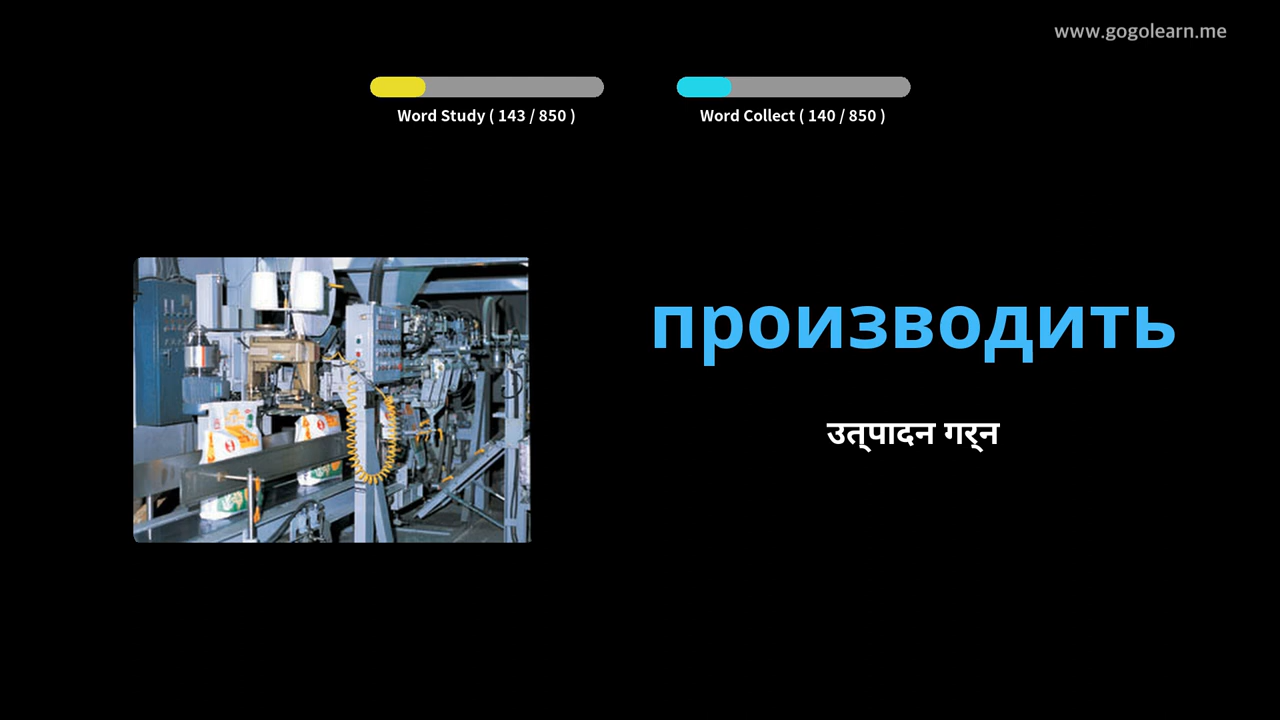 www.gogolearn.me
Word Study ( 143 / 850 )
Word Collect ( 140 / 850 )
производить
उत्‌पादन गर्‌न